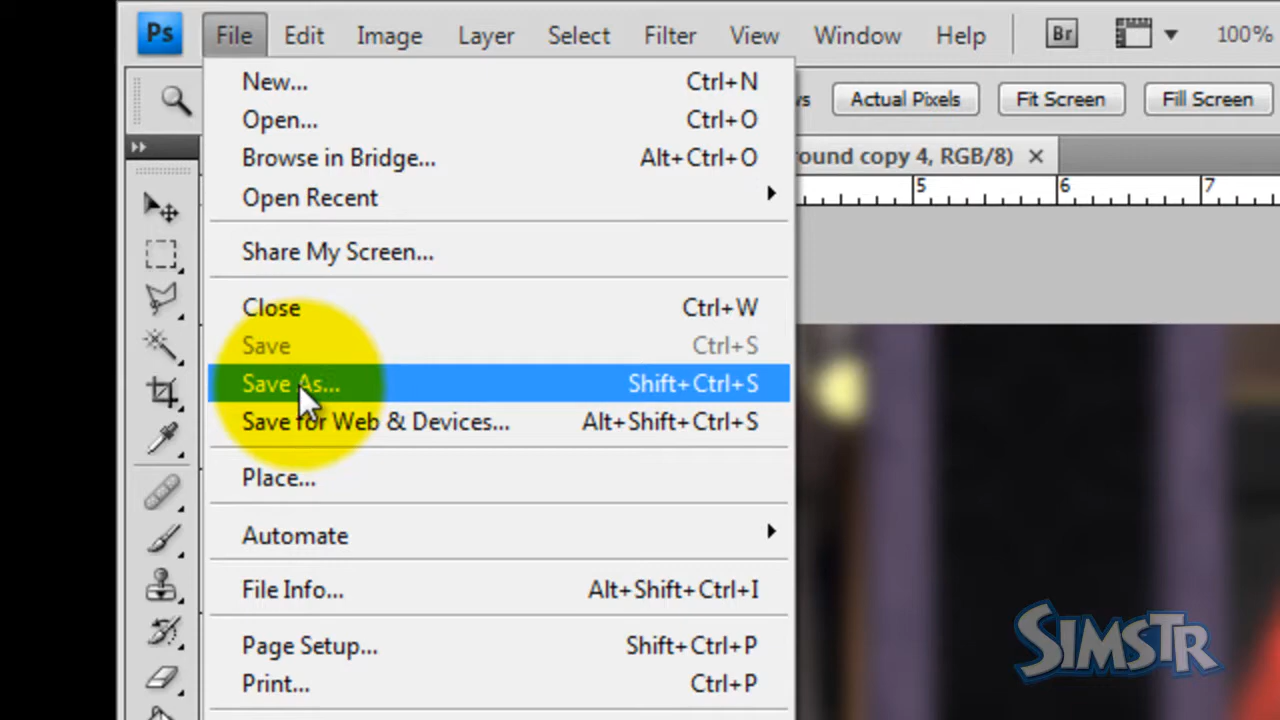 Ps File Edit Image Layer Select Filter View Window Help Br 100%
Actual Pixels Fit Screen Fill Screen
copy 4, RGB/8) ×
5 6 7
New... Ctrl+N
Open... Ctrl+O
Browse in Bridge... Alt+Ctrl+O
Open Recent
Share My Screen...
Close Ctrl+W
Save Ctrl+S
Save As... Shift+Ctrl+S
Save for Web & Devices... Alt+Shift+Ctrl+S
Place...
Automate
File Info... Alt+Shift+Ctrl+I
Page Setup... Shift+Ctrl+P
Print... Ctrl+P
SIMSTR